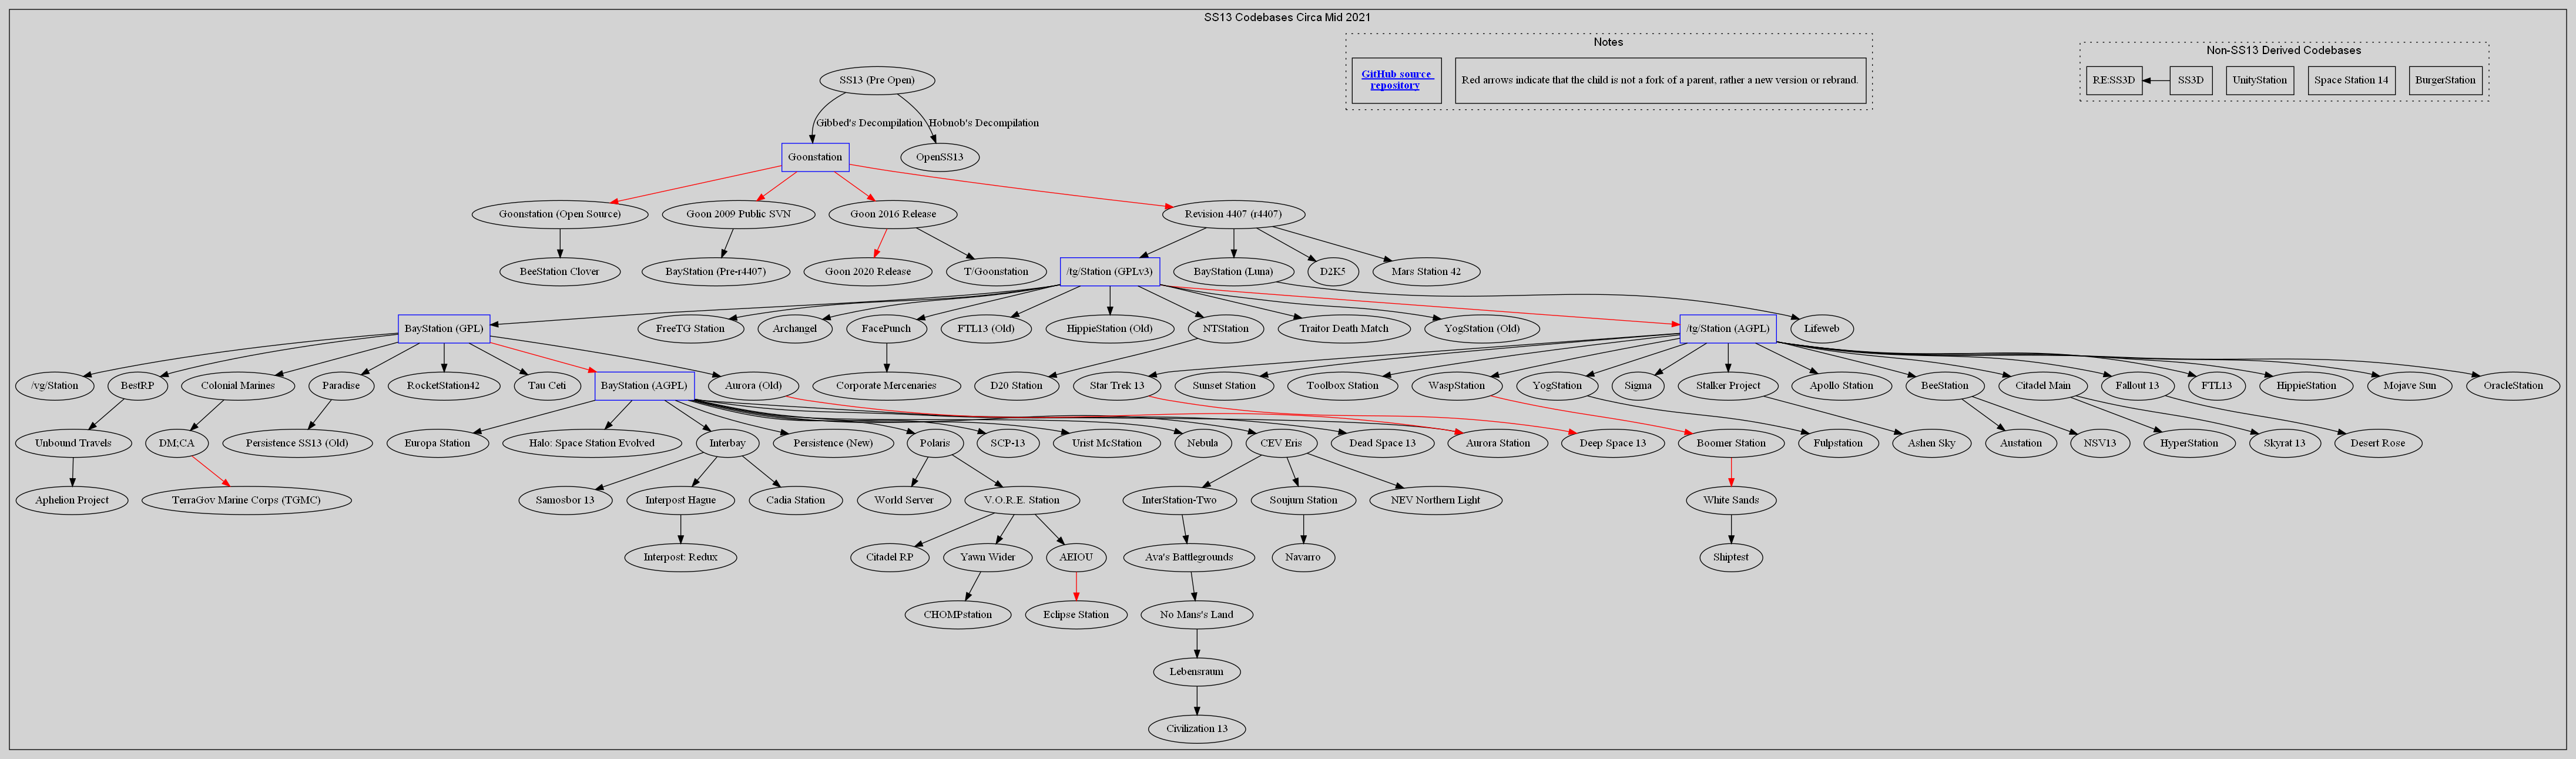 SS13 Codebases Circa Mid 2021
Notes
GitHub source
repository
Red arrows indicate that the child is not a fork of a parent, rather a new version or rebrand.
Non-SS13 Derived Codebases
RE:SS3D
SS3D
UnityStation
Space Station 14
BurgerStation
SS13 (Pre Open)
Gibbed's Decompilation
Hobnob's Decompilation
Goonstation
OpenSS13
Goonstation (Open Source)
Goon 2009 Public SVN
Goon 2016 Release
Revision 4407 (r4407)
BeeStation Clover
BayStation (Pre-r4407)
Goon 2020 Release
T/Goonstation
/tg/Station (GPLv3)
BayStation (Luna)
D2K5
Mars Station 42
BayStation (GPL)
FreeTG Station
Archangel
FacePunch
FTL13 (Old)
HippieStation (Old)
NTStation
Traitor Death Match
YogStation (Old)
/tg/Station (AGPL)
Lifeweb
/vg/Station
BestRP
Colonial Marines
Paradise
RocketStation42
Tau Ceti
BayStation (AGPL)
Aurora (Old)
Corporate Mercenaries
D20 Station
Star Trek 13
Sunset Station
Toolbox Station
WaspStation
YogStation
Sigma
Stalker Project
Apollo Station
BeeStation
Citadel Main
Fallout 13
FTL13
HippieStation
Mojave Sun
OracleStation
Unbound Travels
DM;CA
Persistence SS13 (Old)
Europa Station
Halo: Space Station Evolved
Interbay
Persistence (New)
Polaris
SCP-13
Urist McStation
Nebula
CEV Eris
Dead Space 13
Aurora Station
Deep Space 13
Boomer Station
Fulpstation
Ashen Sky
Austation
NSV13
HyperStation
Skyrat 13
Desert Rose
Aphelion Project
TerraGov Marine Corps (TGMC)
Samosbor 13
Interpost Hague
Cadia Station
World Server
V.O.R.E. Station
InterStation-Two
Soujurn Station
NEV Northern Light
White Sands
Interpost: Redux
Citadel RP
Yawn Wider
AEIOU
Ava's Battlegrounds
Navarro
Shiptest
CHOMPstation
Eclipse Station
No Mans's Land
Lebensraum
Civilization 13